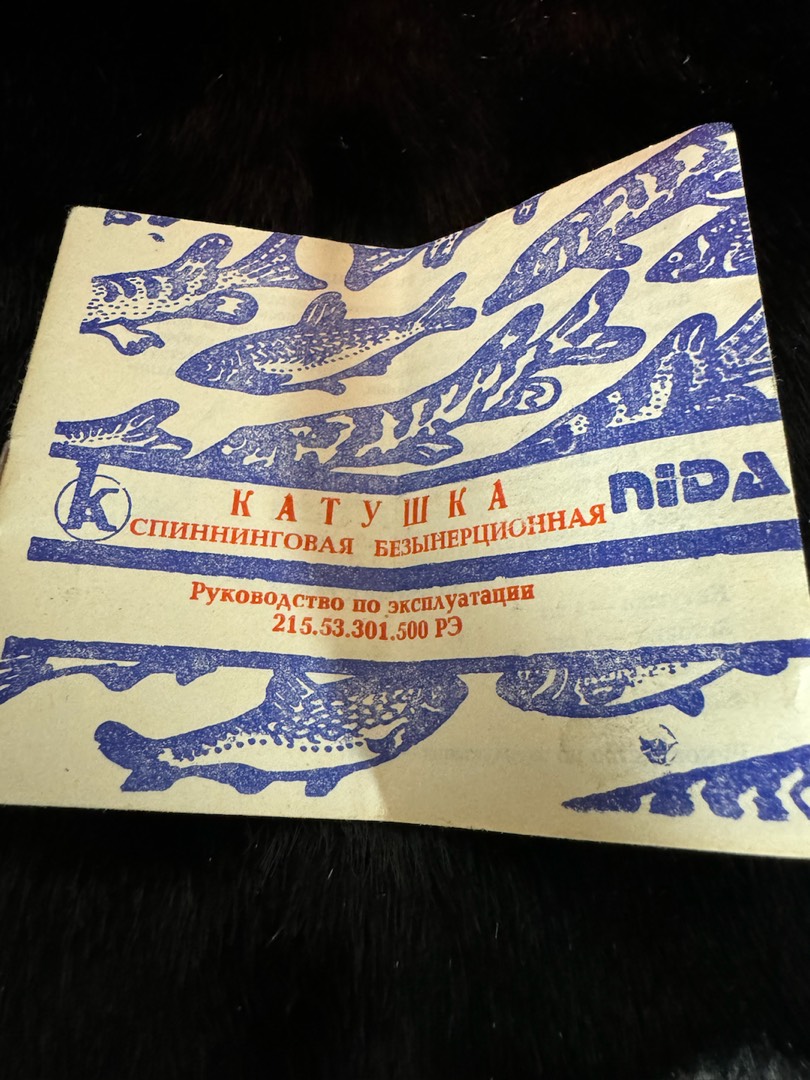 k
КАТУШКА
СПИННИНГОВАЯ БЕЗЫНЕРЦИОННАЯ
NiDA
Руководство по эксплуатации
215.53.301.500 РЭ